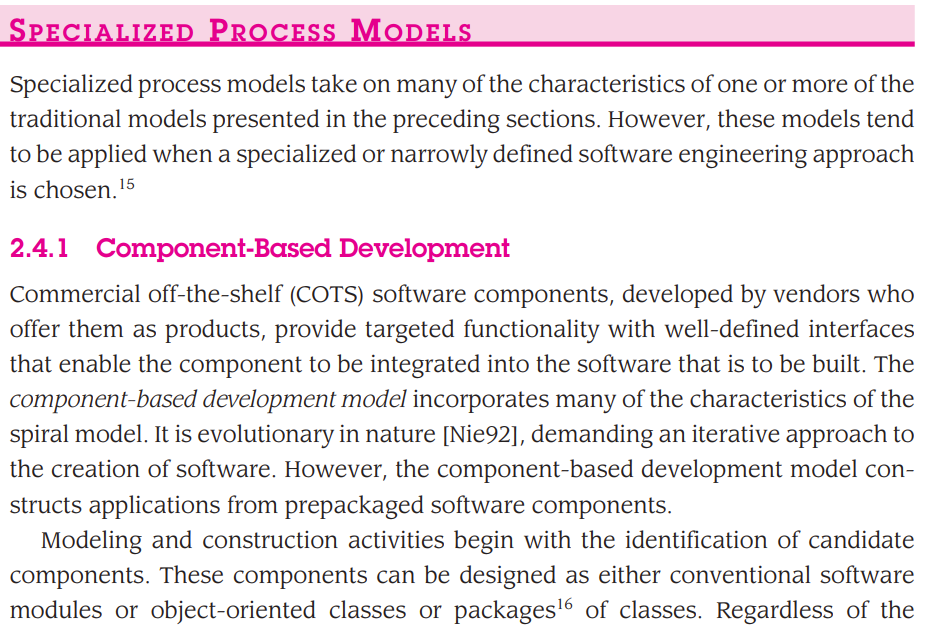 SPECIALIZED PROCESS MODELS
Specialized process models take on many of the characteristics of one or more of the
traditional models presented in the preceding sections. However, these models tend
to be applied when a specialized or narrowly defined software engineering approach
is chosen.15
2.4.1 Component-Based Development
Commercial off-the-shelf (COTS) software components, developed by vendors who
offer them as products, provide targeted functionality with well-defined interfaces
that enable the component to be integrated into the software that is to be built. The
component-based development model incorporates many of the characteristics of the
spiral model. It is evolutionary in nature [Nie92], demanding an iterative approach to
the creation of software. However, the component-based development model con-
structs applications from prepackaged software components.
Modeling and construction activities begin with the identification of candidate
components. These components can be designed as either conventional software
modules or object-oriented classes or packages16 of classes. Regardless of the